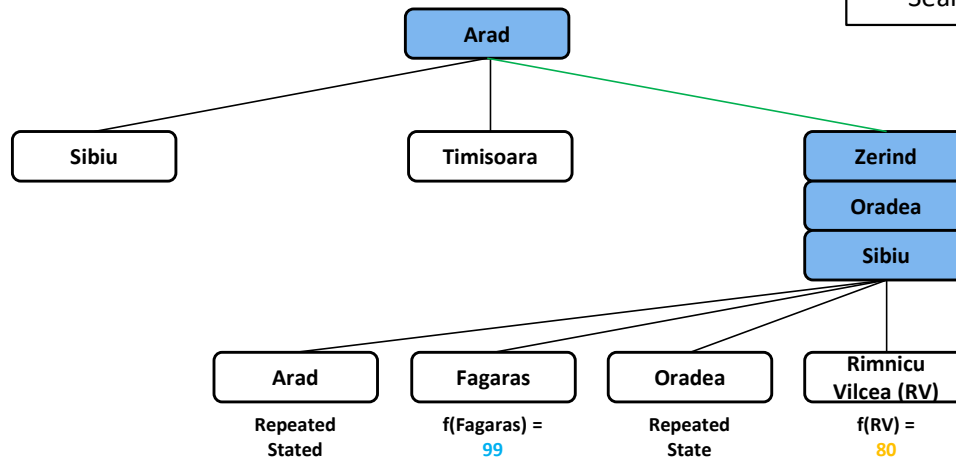 Arad
Sibiu
Timisoara
Zerind
Oradea
Sibiu
Arad
Fagaras
Oradea
Rimnicu
Vilcea (RV)
Repeated
Stated
f(Fagaras) =
99
Repeated
State
f(RV) =
80